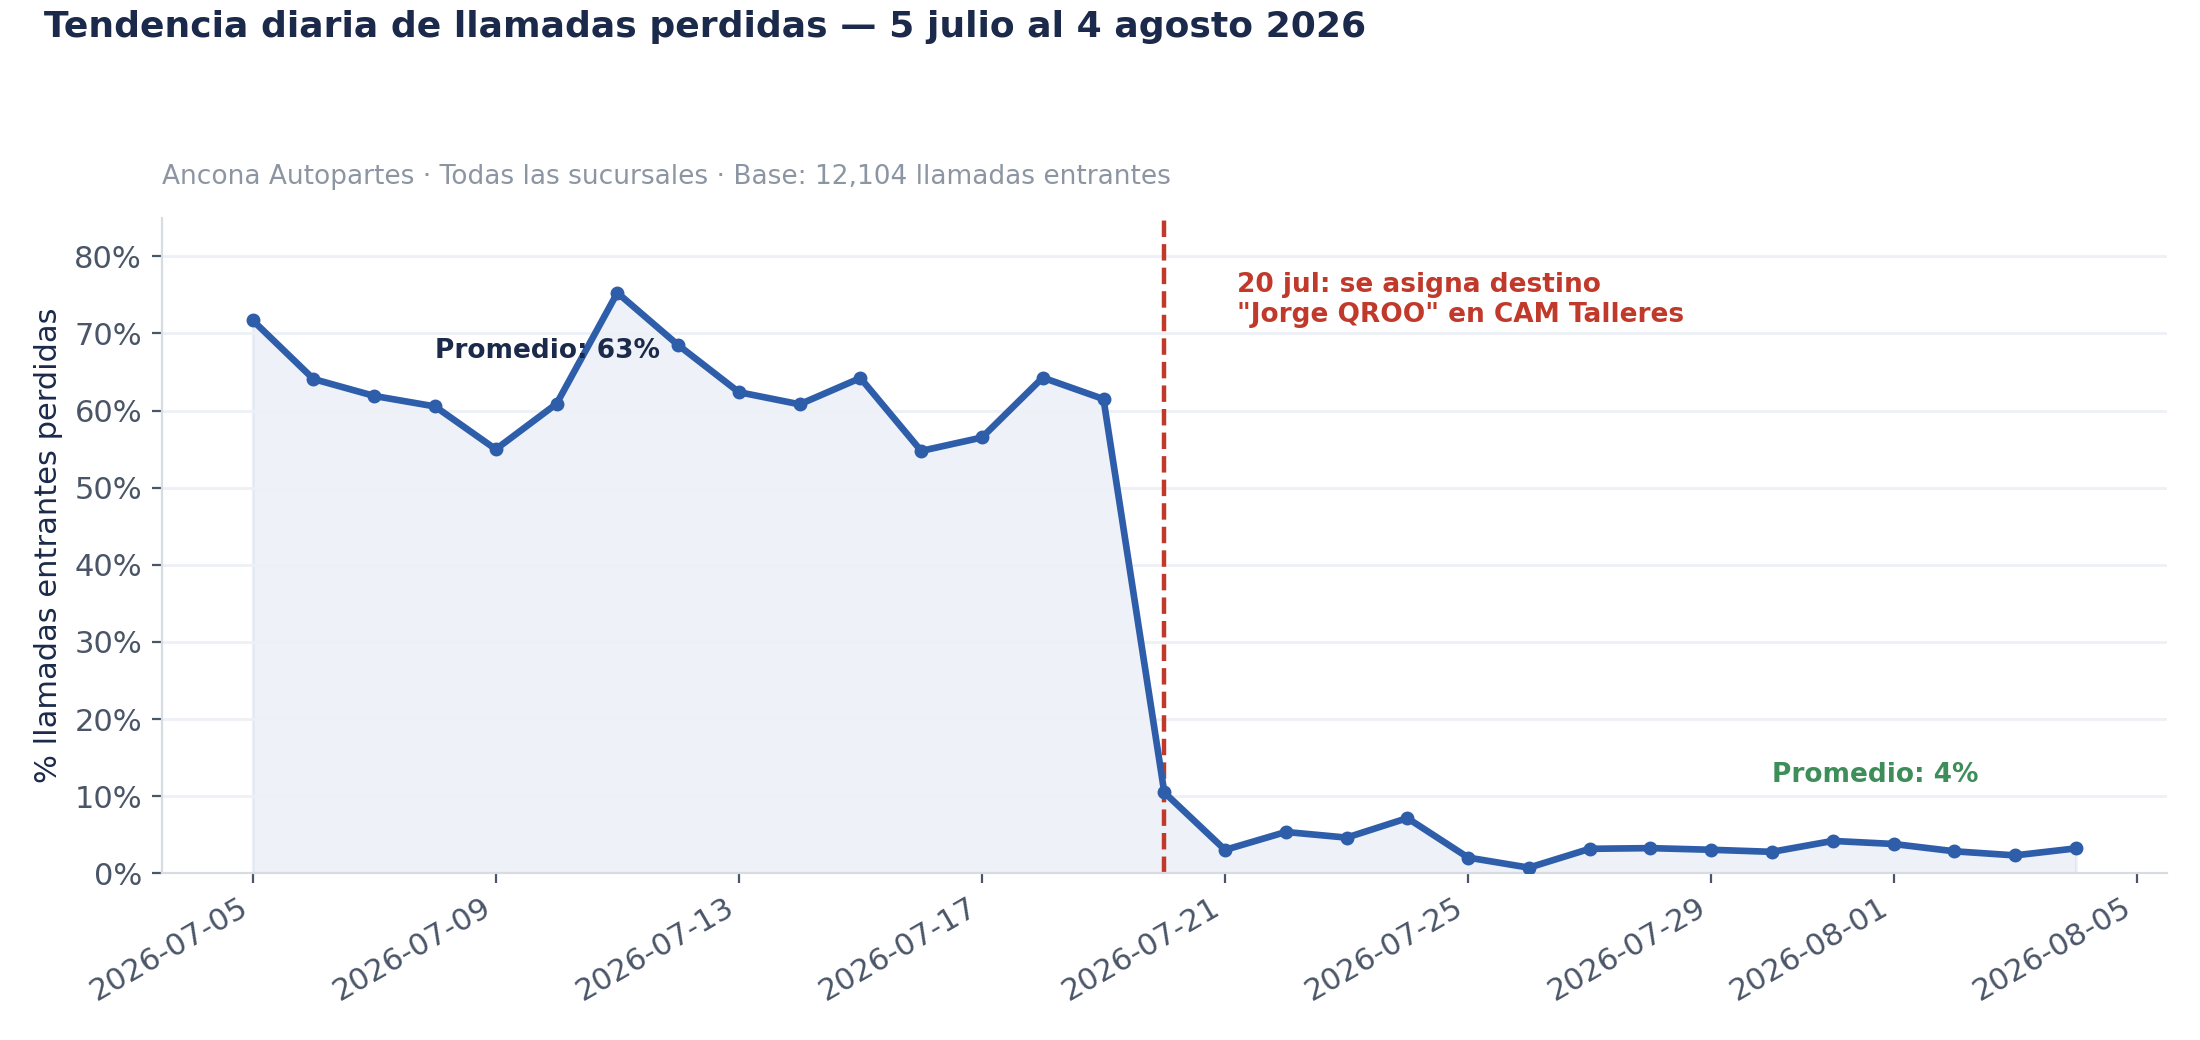 Tendencia diaria de llamadas perdidas — 5 julio al 4 agosto 2026
Ancona Autopartes · Todas las sucursales · Base: 12,104 llamadas entrantes
% llamadas entrantes perdidas
80%
70%
60%
50%
40%
30%
20%
10%
0%
20 jul: se asigna destino
"Jorge QROO" en CAM Talleres
Promedio: 63%
Promedio: 4%
2026-07-05
2026-07-09
2026-07-13
2026-07-17
2026-07-21
2026-07-25
2026-07-29
2026-08-01
2026-08-05